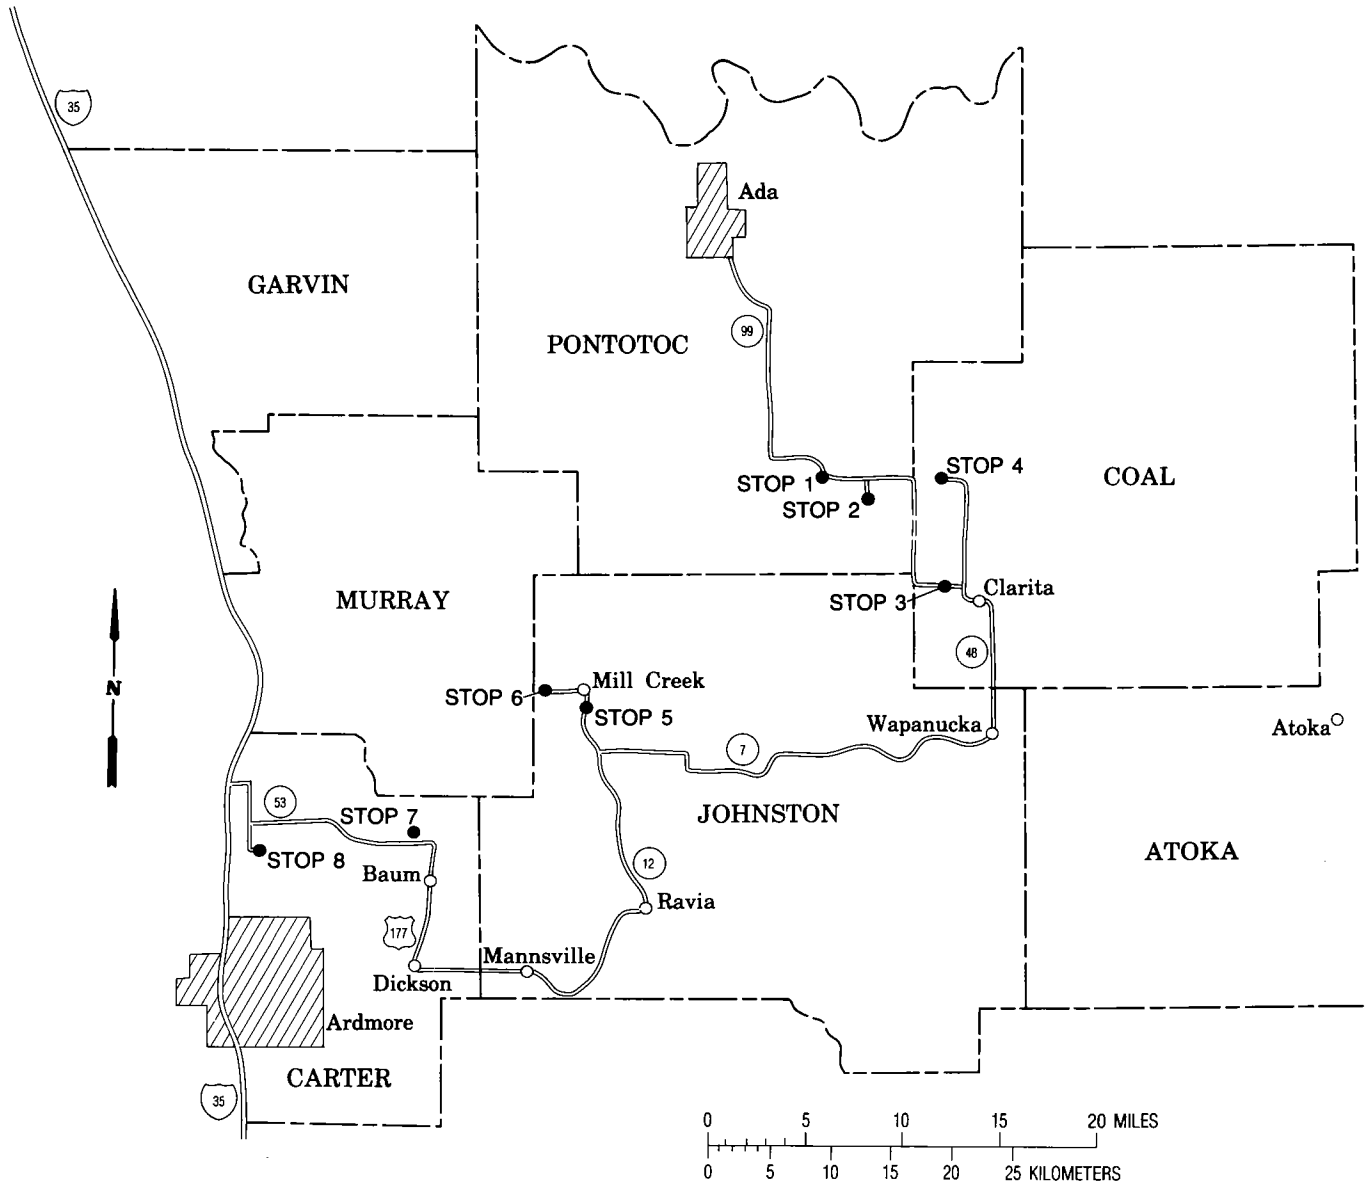 35
Ada
GARVIN
99
PONTOTOC
STOP 4
COAL
STOP 1
STOP 2
Clarita
MURRAY
STOP 3
48
N
Mill Creek
STOP 6
STOP 5
Wapanucka
Atoka
7
53
STOP 7
JOHNSTON
STOP 8
ATOKA
Baum
12
Ravia
177
Mannsville
Dickson
Ardmore
CARTER
35
0 5 10 15 20 MILES
0 5 10 15 20 25 KILOMETERS